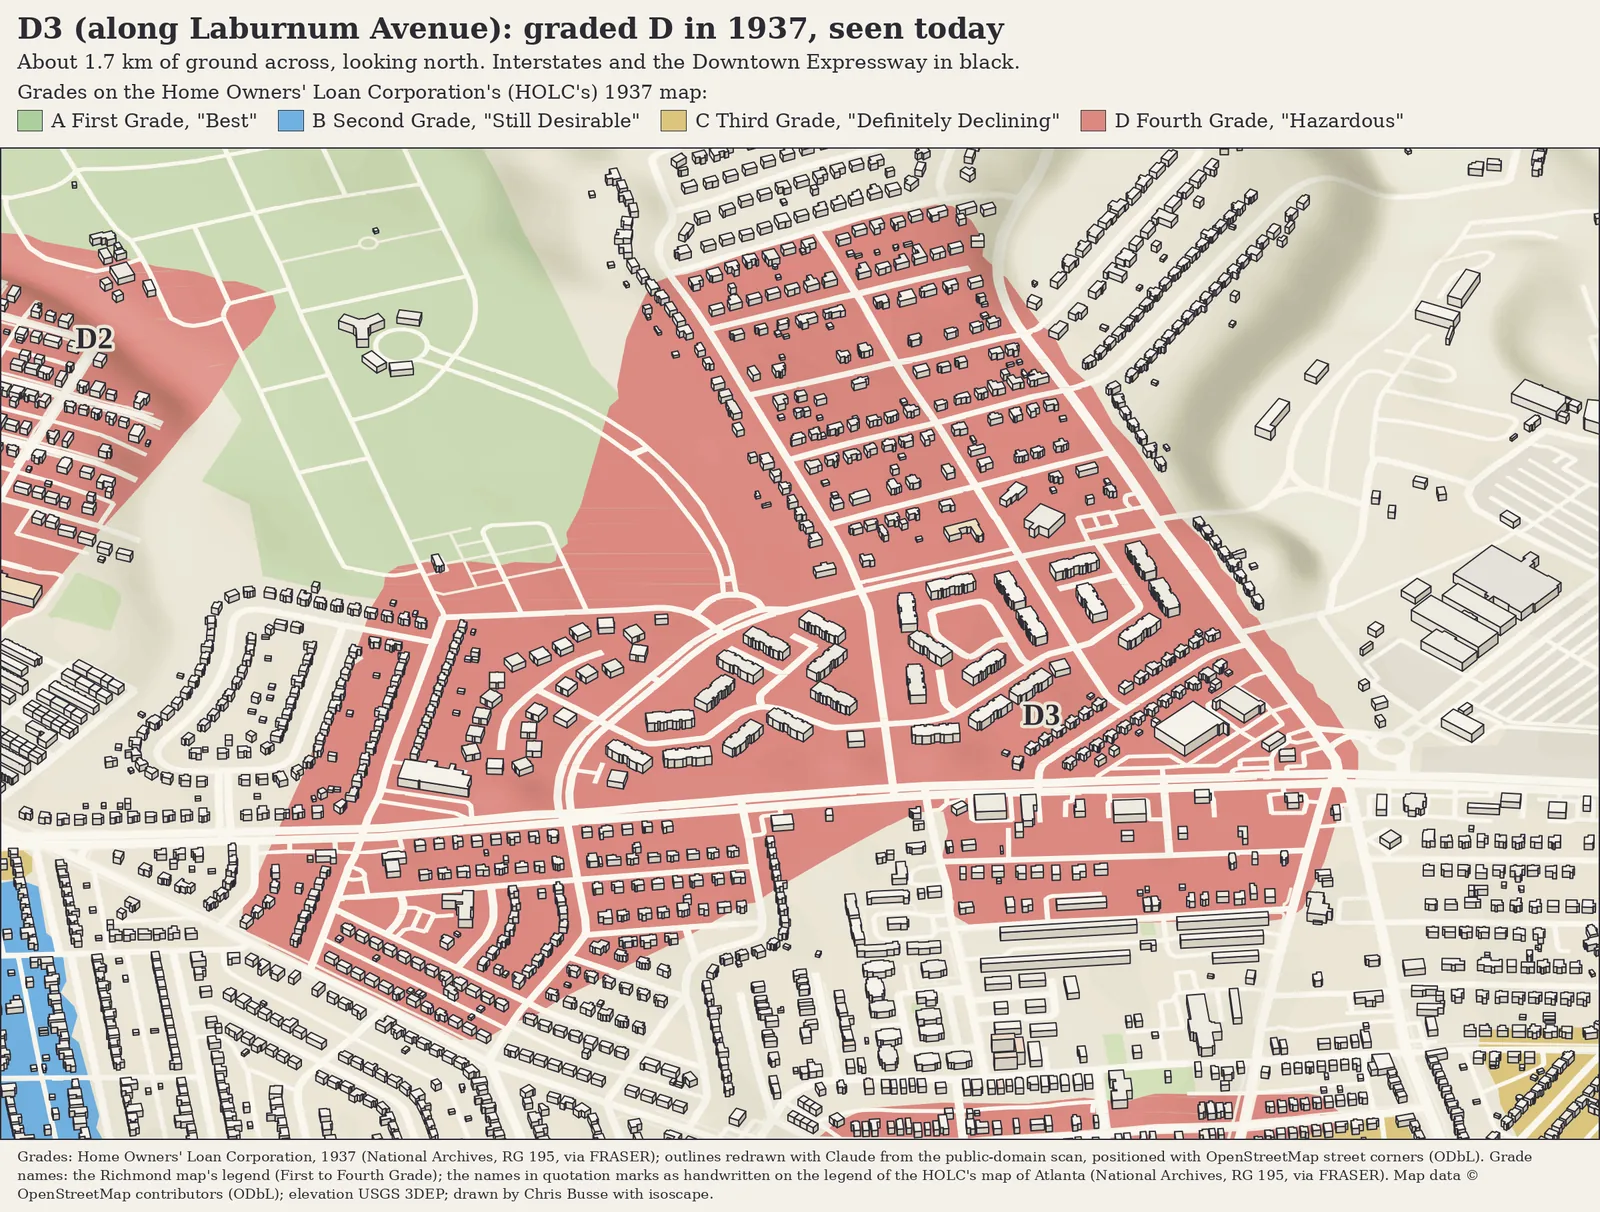 D3 (along Laburnum Avenue): graded D in 1937, seen today
About 1.7 km of ground across, looking north. Interstates and the Downtown Expressway in black.
Grades on the Home Owners' Loan Corporation's (HOLC's) 1937 map:
A First Grade, "Best" B Second Grade, "Still Desirable" C Third Grade, "Definitely Declining" D Fourth Grade, "Hazardous"
D2
D3
Grades: Home Owners' Loan Corporation, 1937 (National Archives, RG 195, via FRASER); outlines redrawn with Claude from the public-domain scan, positioned with OpenStreetMap street corners (ODbL). Grade
names: the Richmond map's legend (First to Fourth Grade); the names in quotation marks as handwritten on the legend of the HOLC's map of Atlanta (National Archives, RG 195, via FRASER). Map data ©
OpenStreetMap contributors (ODbL); elevation USGS 3DEP; drawn by Chris Busse with isoscape.